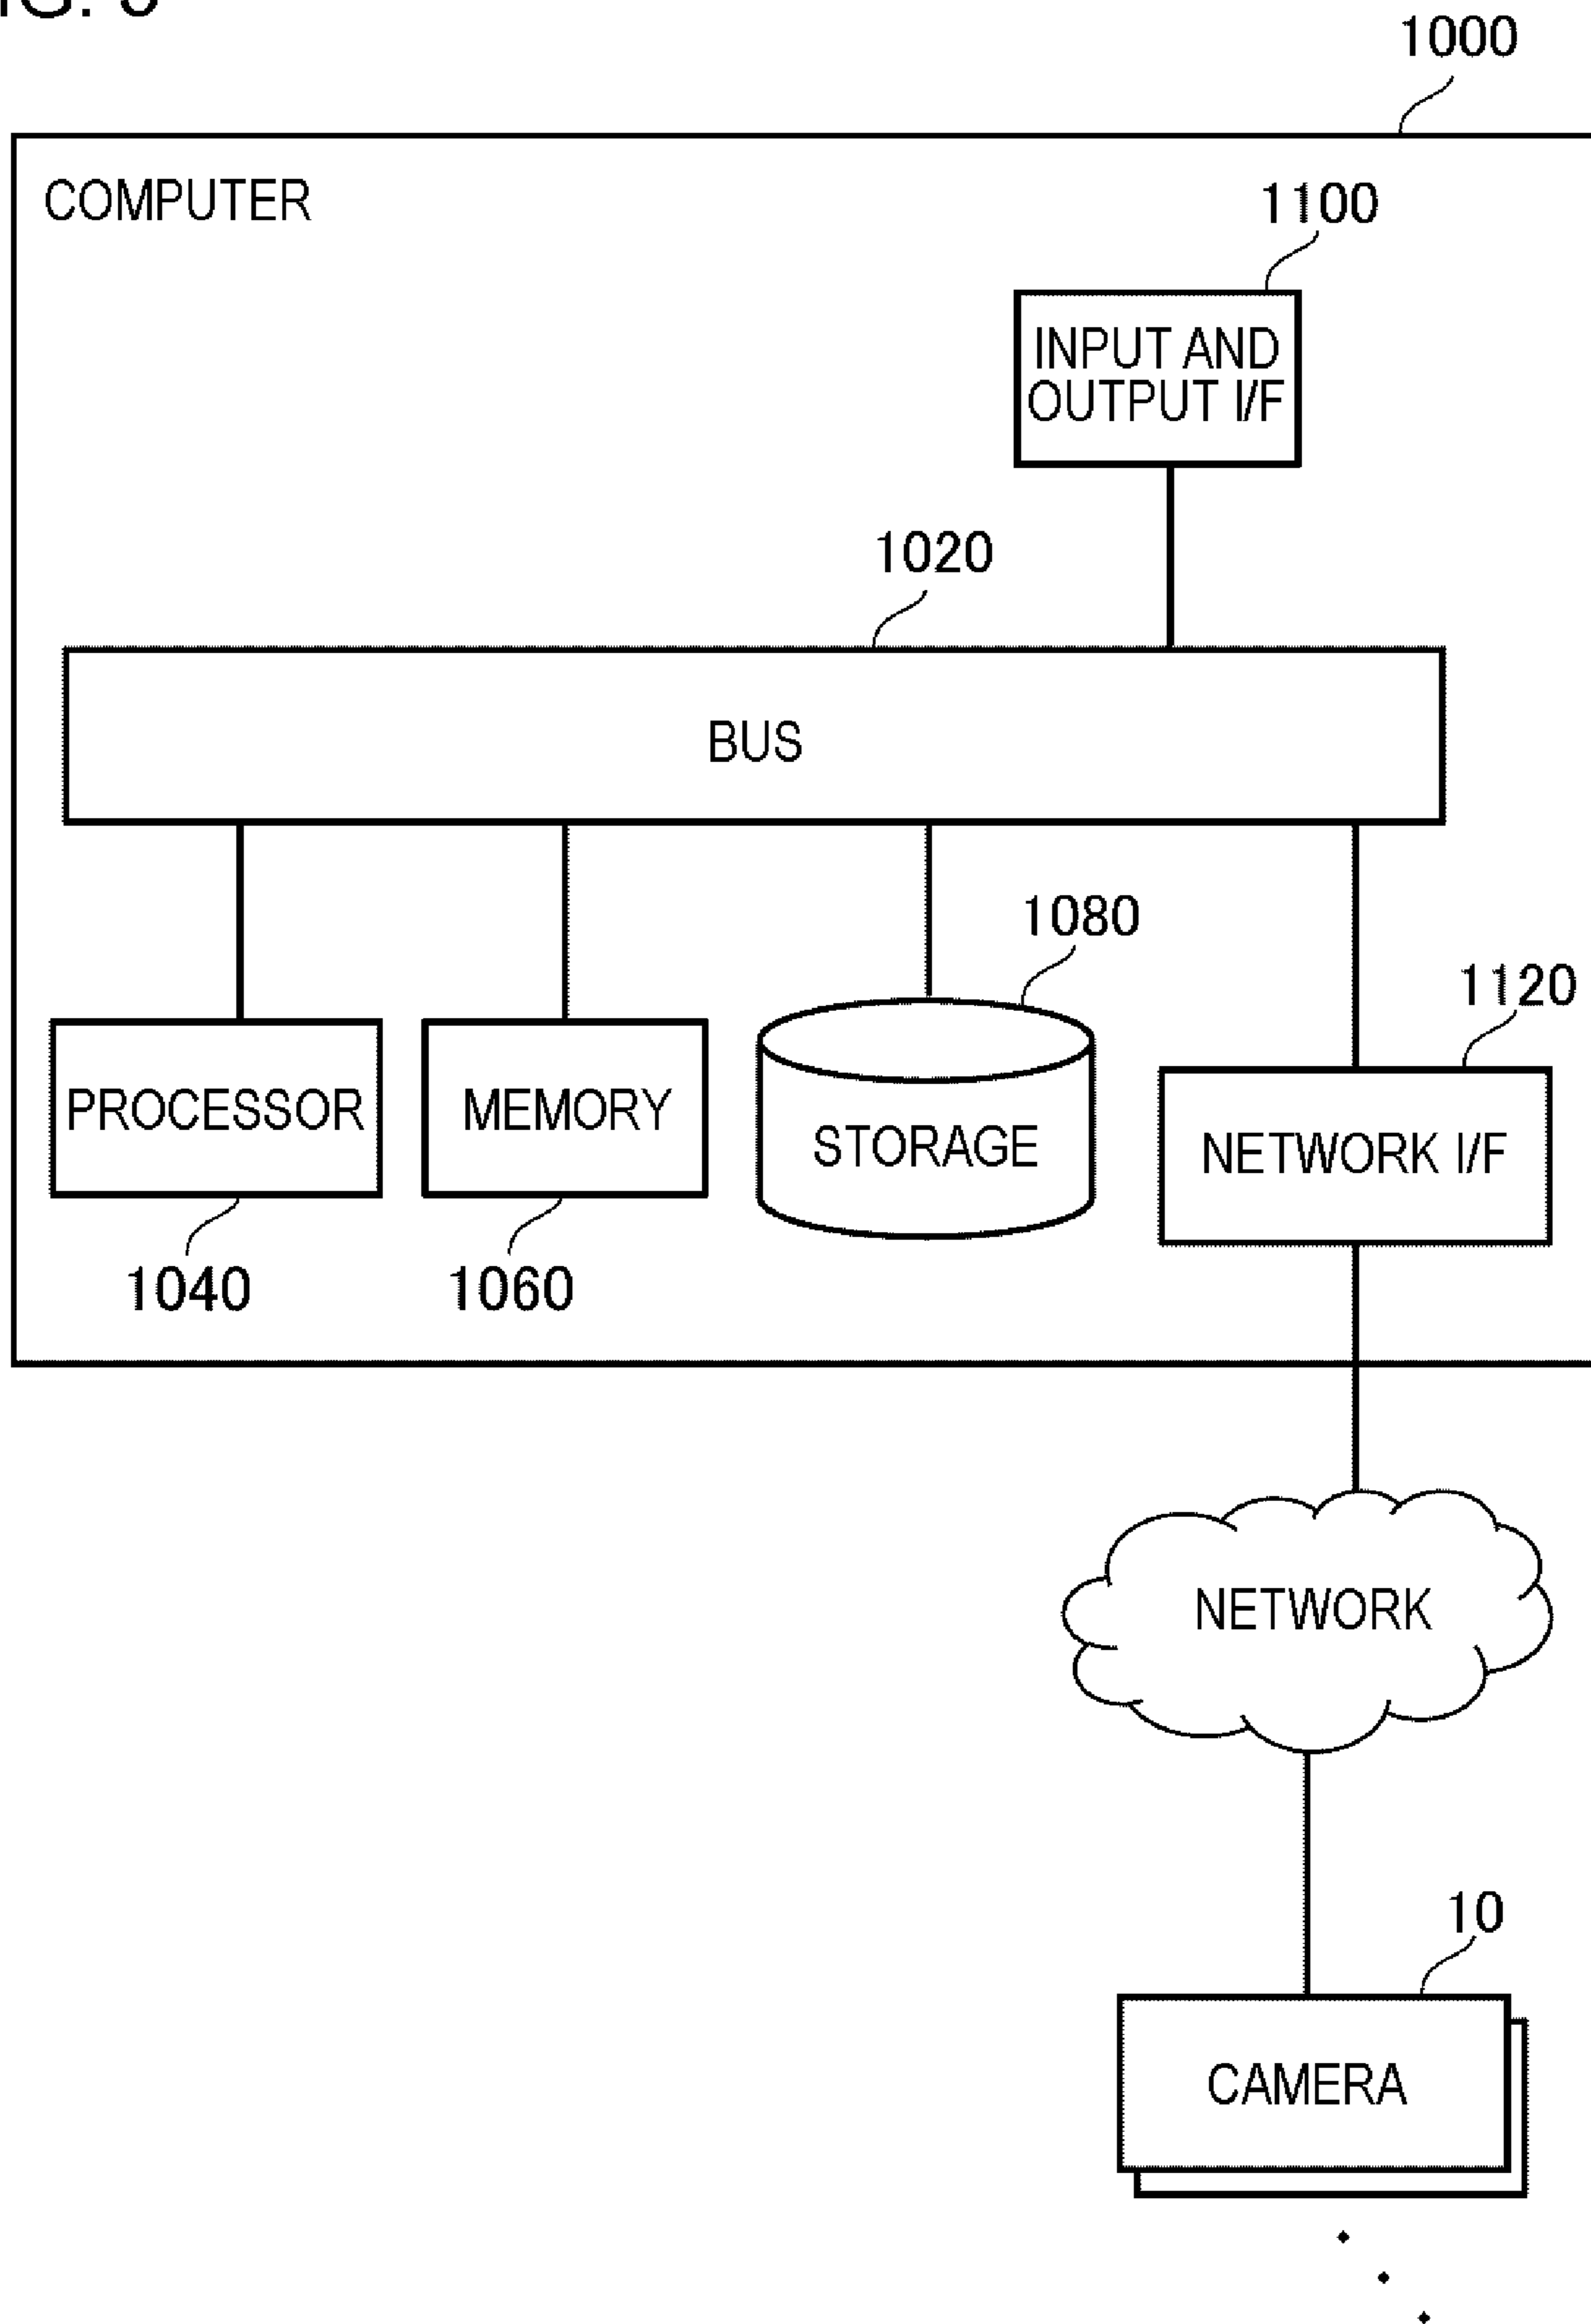 1000
COMPUTER
1100
INPUT AND
OUTPUT I/F
1020
BUS
1080
1120
PROCESSOR
MEMORY
STORAGE
NETWORK I/F
1040
1060
NETWORK
10
CAMERA